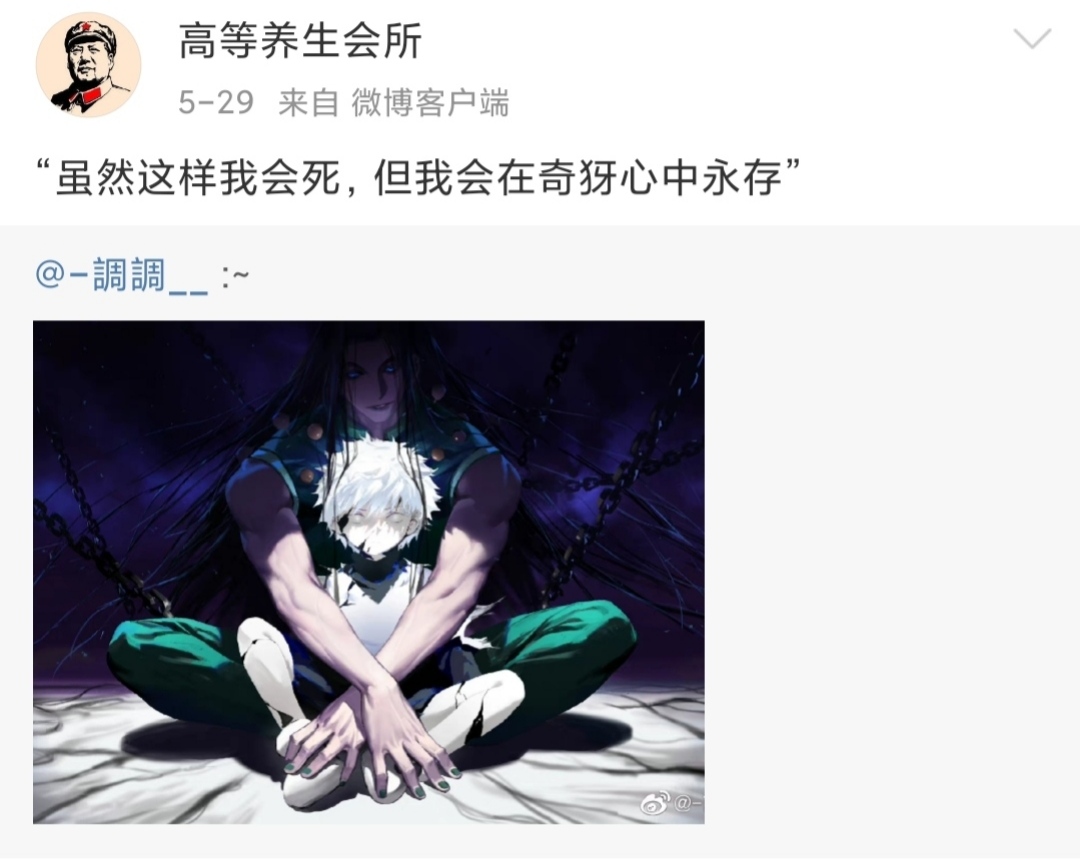 高等养生会所
5-29 来自 微博客户端
“虽然这样我会死，但我会在奇犽心中永存”
@-調調__ :~
@-